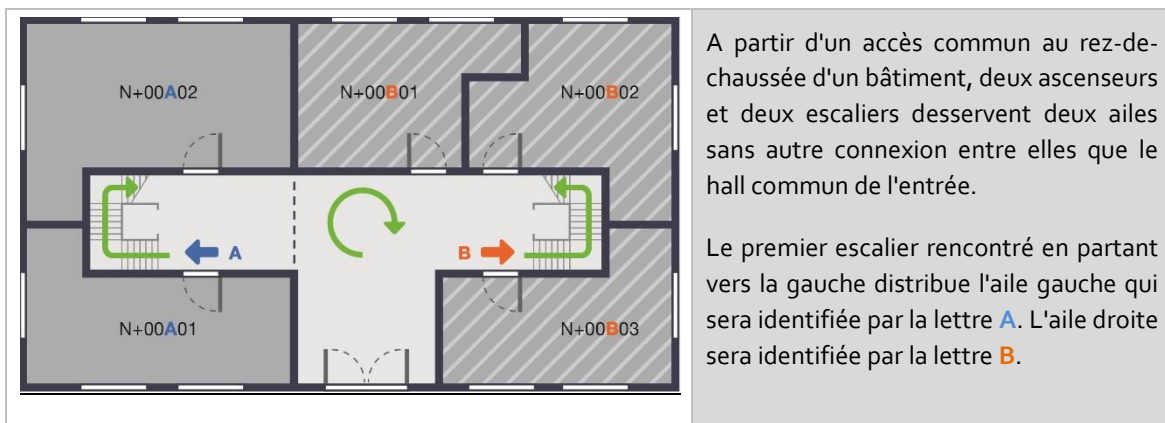 N+00A02
N+00B01
N+00B02
A
B
N+00A01
N+00B03
A partir d'un accès commun au rez-de-
chaussée d'un bâtiment, deux ascenseurs
et deux escaliers desservent deux ailes
sans autre connexion entre elles que le
hall commun de l'entrée.
Le premier escalier rencontré en partant
vers la gauche distribue l'aile gauche qui
sera identifiée par la lettre A. L'aile droite
sera identifiée par la lettre B.